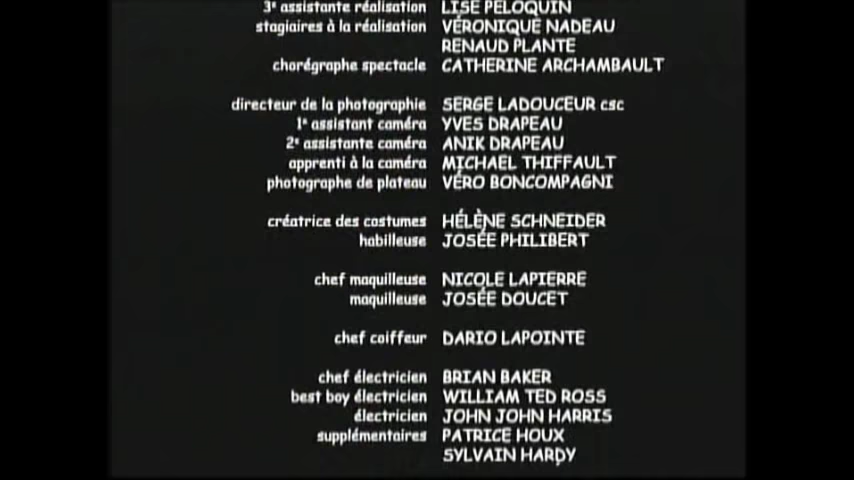 3e assistante réalisation LISE PELOQUIN
stagiaires à la réalisation VÉRONIQUE NADEAU
RENAUD PLANTE
chorégraphe spectacle CATHERINE ARCHAMBAULT
directeur de la photographie SERGE LADOUCEUR csc
1e assistant caméra YVES DRAPEAU
2e assistante caméra ANIK DRAPEAU
apprenti à la caméra MICHAEL THIFFAULT
photographe de plateau VÉRO BONCOMPAGNI
créatrice des costumes HÉLÈNE SCHNEIDER
habilleuse JOSÉE PHILIBERT
chef maquilleuse NICOLE LAPIERRE
maquilleuse JOSÉE DOUCET
chef coiffeur DARIO LAPOINTE
chef électricien BRIAN BAKER
best boy électricien WILLIAM TED ROSS
électricien JOHN JOHN HARRIS
supplémentaires PATRICE HOUX
SYLVAIN HARDY